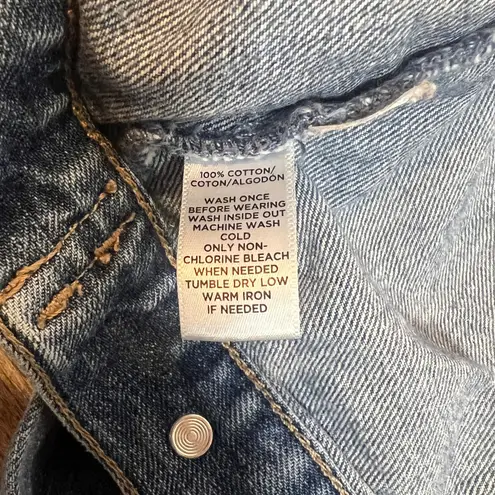 100% COTTON/
COTON/ALGODÓN
WASH ONCE
BEFORE WEARING
WASH INSIDE OUT
MACHINE WASH
COLD
ONLY NON-
CHLORINE BLEACH
WHEN NEEDED
TUMBLE DRY LOW
WARM IRON
IF NEEDED